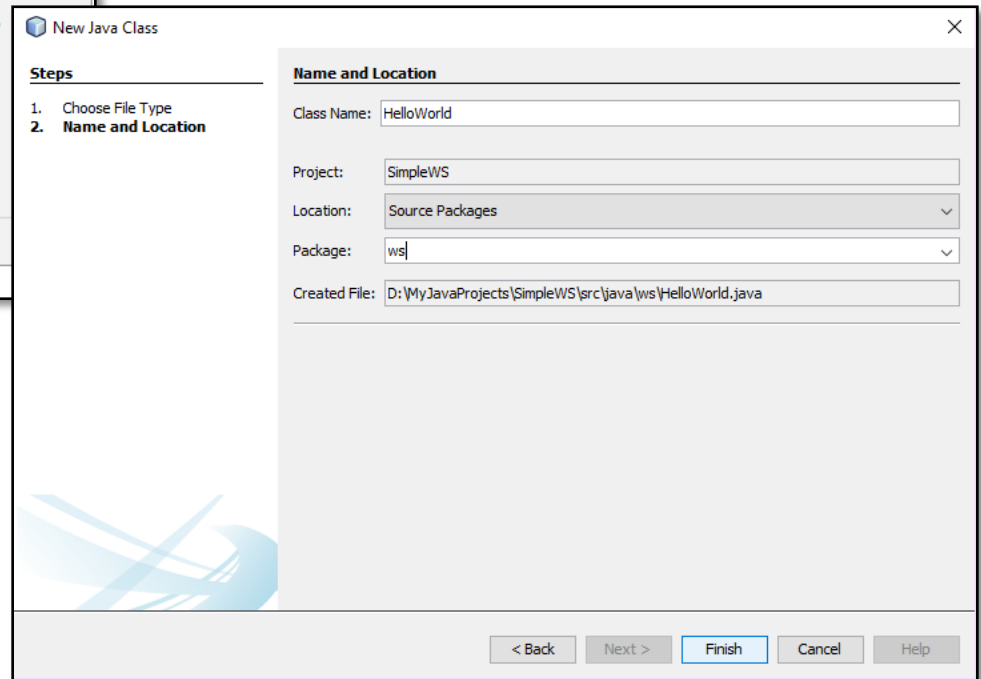 New Java Class
Steps
1. Choose File Type
2. Name and Location
Name and Location
Class Name: HelloWorld
Project: SimpleWS
Location: Source Packages
Package: ws
Created File: D:\MyJavaProjects\SimpleWS\src\java\ws\HelloWorld.java
< Back Next > Finish Cancel Help